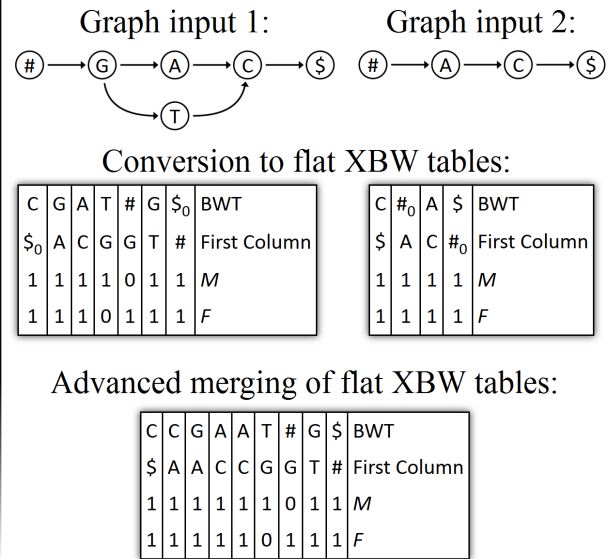 Graph input 1: Graph input 2:
# G A C $ # A C $
T
Conversion to flat XBW tables:
C G A T # G $0 BWT
$0 A C G G T # First Column
1 1 1 1 0 1 1 M
1 1 1 0 1 1 1 F
C #0 A $ BWT
$ A C #0 First Column
1 1 1 1 M
1 1 1 1 F
Advanced merging of flat XBW tables:
C C G A A T # G $ BWT
$ A A C C G G T # First Column
1 1 1 1 1 1 0 1 1 M
1 1 1 1 1 0 1 1 1 F